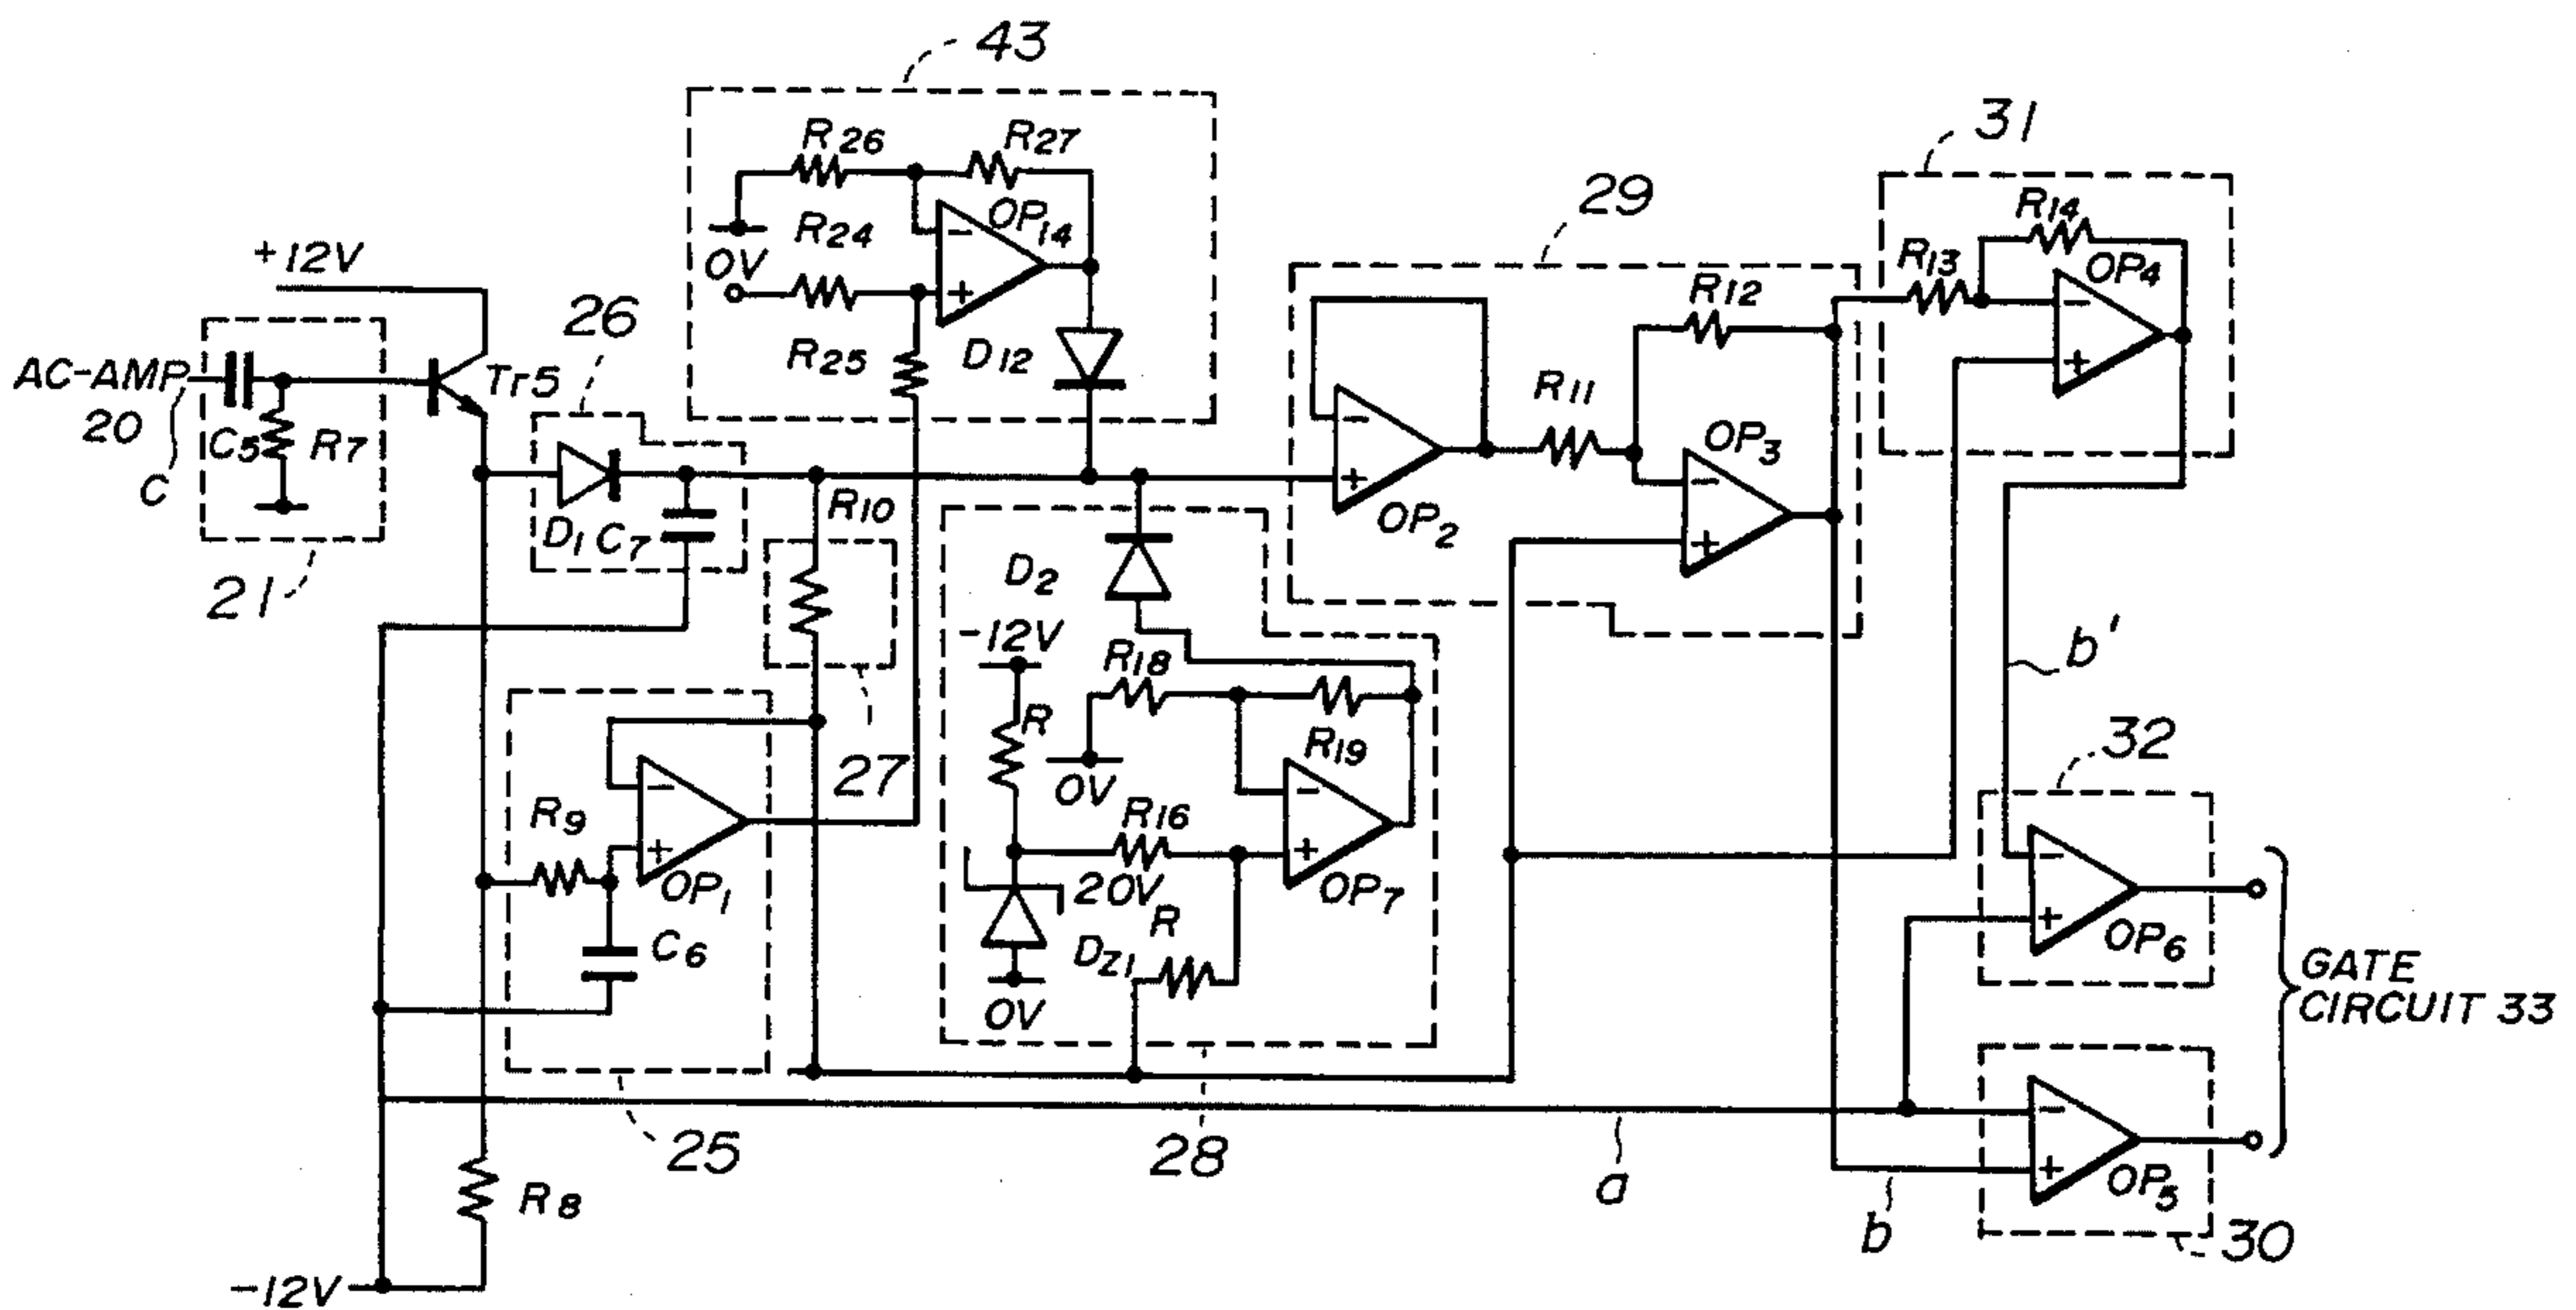 43
R26
R27
OP14
R24
0V
R25
D12
+12V
26
AC-AMP
20
C
C5
R7
Tr5
21
D1
C7
R10
27
29
R12
R11
OP2
OP3
31
R14
R13
OP4
D2
-12V
R18
R
0V
R19
R16
20V
OP7
R
DZ1
0V
R9
OP1
C6
25
28
b'
32
OP6
GATE
CIRCUIT 33
a
b
OP5
30
R8
-12V